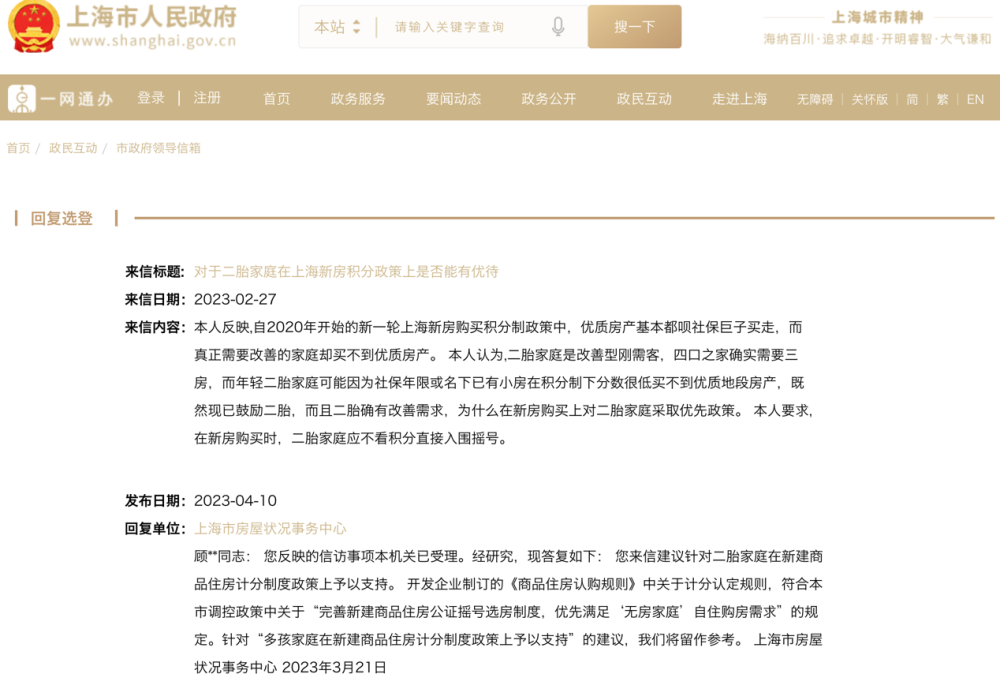 上海市人民政府
www.shanghai.gov.cn
本站
请输入关键字查询
搜一下
上海城市精神
海纳百川·追求卓越·开明睿智·大气谦和
一网通办
登录 | 注册
首页 政务服务 要闻动态 政务公开 政民互动 走进上海 无障碍 | 关怀版 | 简 | 繁 | EN
首页 / 政民互动 / 市政府领导信箱
回复选登
来信标题: 对于二胎家庭在上海新房积分政策上是否能有优待
来信日期: 2023-02-27
来信内容: 本人反映,自2020年开始的新一轮上海新房购买积分制政策中，优质房产基本都呗社保巨子买走，而
真正需要改善的家庭却买不到优质房产。 本人认为,二胎家庭是改善型刚需客，四口之家确实需要三
房，而年轻二胎家庭可能因为社保年限或名下已有小房在积分制下分数很低买不到优质地段房产，既
然现已鼓励二胎，而且二胎确有改善需求，为什么在新房购买上对二胎家庭采取优先政策。 本人要求,
在新房购买时，二胎家庭应不看积分直接入围摇号。
发布日期: 2023-04-10
回复单位: 上海市房屋状况事务中心
顾**同志： 您反映的信访事项本机关已受理。经研究，现答复如下： 您来信建议针对二胎家庭在新建商
品住房计分制度政策上予以支持。 开发企业制订的《商品住房认购规则》中关于计分认定规则，符合本
市调控政策中关于“完善新建商品住房公证摇号选房制度，优先满足‘无房家庭’自住购房需求”的规
定。针对“多孩家庭在新建商品住房计分制度政策上予以支持”的建议，我们将留作参考。 上海市房屋
状况事务中心 2023年3月21日